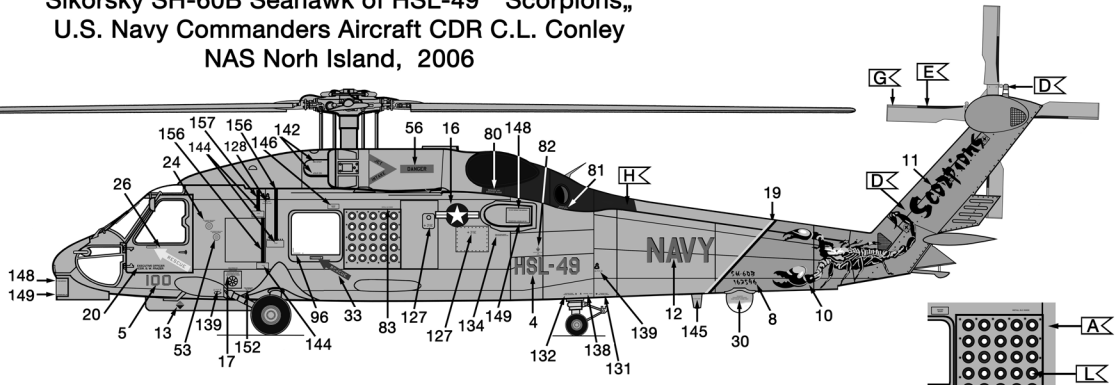 Sikorsky SH-60B Seahawk of HSL-49 " Scorpions„
U.S. Navy Commanders Aircraft CDR C.L. Conley
NAS Norh Island, 2006
G E D
156 157 156 142 56 16 80 148
144 128 146 82
24 81 H 11
26 DANGER 19 D
Scorpions
RESCUE
NAVY
HSL-49
148 100
149
20 5 13 53 139 17 152 144 96 33 83 127 127 134 149 4 132 138 131 139 12 145 30 8 10
SH-60B
A
L